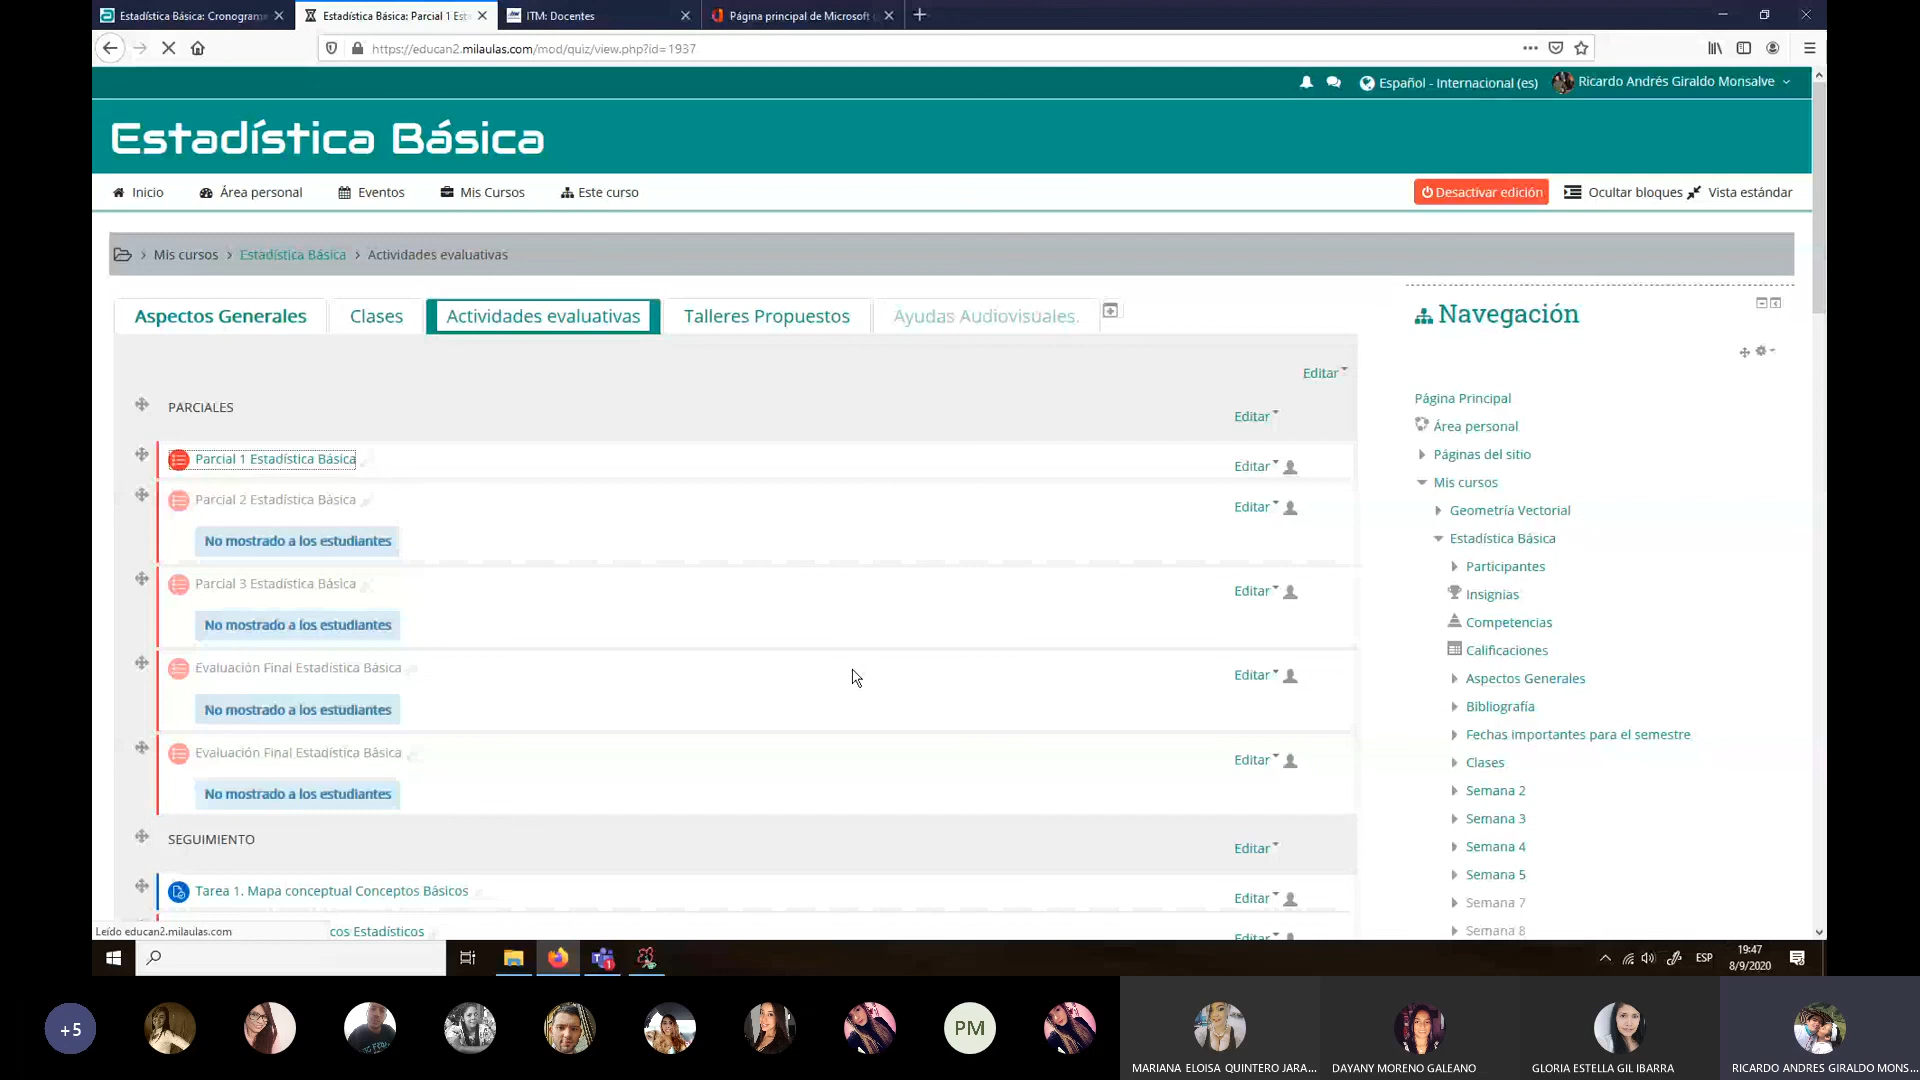 Estadística Básica: Cronogram
Estadística Básica: Parcial 1 Est
ITM: Docentes
Página principal de Microsoft
https://educan2.milaulas.com/mod/quiz/view.php?id=1937
Español - Internacional (es)
Ricardo Andrés Giraldo Monsalve
Estadística Básica
Inicio
Área personal
Eventos
Mis Cursos
Este curso
Desactivar edición
Ocultar bloques
Vista estándar
Mis cursos > Estadística Básica > Actividades evaluativas
Aspectos Generales
Clases
Actividades evaluativas
Talleres Propuestos
Ayudas Audiovisuales.
Editar
PARCIALES
Editar
Parcial 1 Estadística Básica
Editar
Parcial 2 Estadística Básica
Editar
No mostrado a los estudiantes
Parcial 3 Estadística Básica
Editar
No mostrado a los estudiantes
Evaluación Final Estadística Básica
Editar
No mostrado a los estudiantes
Evaluación Final Estadística Básica
Editar
No mostrado a los estudiantes
SEGUIMIENTO
Editar
Tarea 1. Mapa conceptual Conceptos Básicos
Editar
cos Estadísticos
Editar
Leído educan2.milaulas.com
Navegación
Página Principal
Área personal
Páginas del sitio
Mis cursos
Geometría Vectorial
Estadística Básica
Participantes
Insignias
Competencias
Calificaciones
Aspectos Generales
Bibliografía
Fechas importantes para el semestre
Clases
Semana 2
Semana 3
Semana 4
Semana 5
Semana 7
Semana 8
ESP
19:47
8/9/2020
+5
PM
MARIANA ELOISA QUINTERO JARA...
DAYANY MORENO GALEANO
GLORIA ESTELLA GIL IBARRA
RICARDO ANDRES GIRALDO MONS...